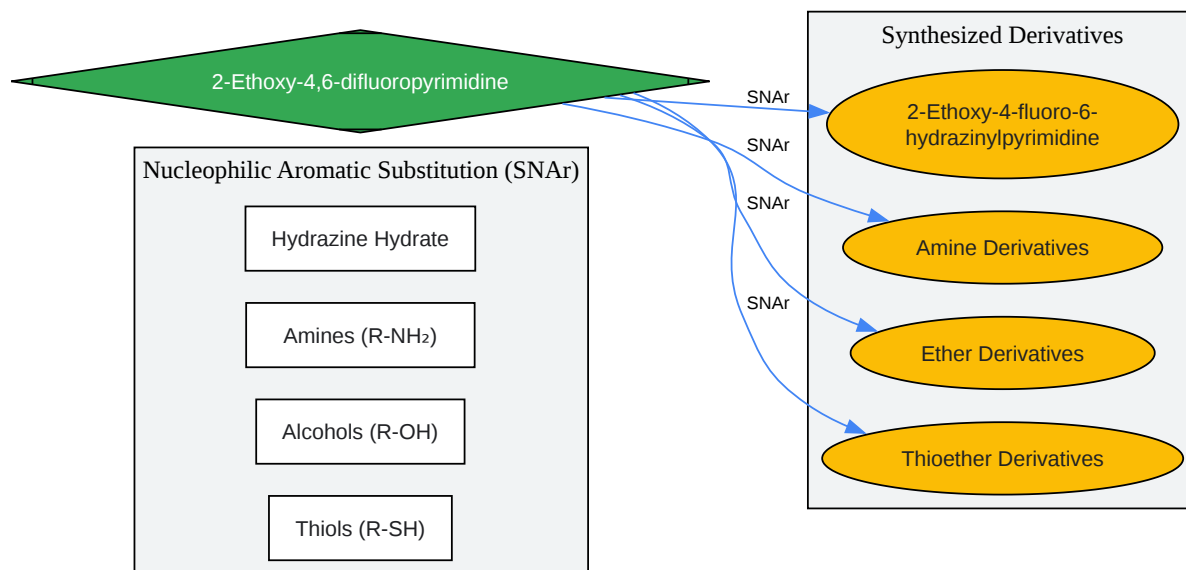 2-Ethoxy-4,6-difluoropyrimidine
Nucleophilic Aromatic Substitution (SNAr)
Hydrazine Hydrate
Amines (R-NH₂)
Alcohols (R-OH)
Thiols (R-SH)
SNAr
SNAr
SNAr
SNAr
Synthesized Derivatives
2-Ethoxy-4-fluoro-6-
hydrazinylpyrimidine
Amine Derivatives
Ether Derivatives
Thioether Derivatives